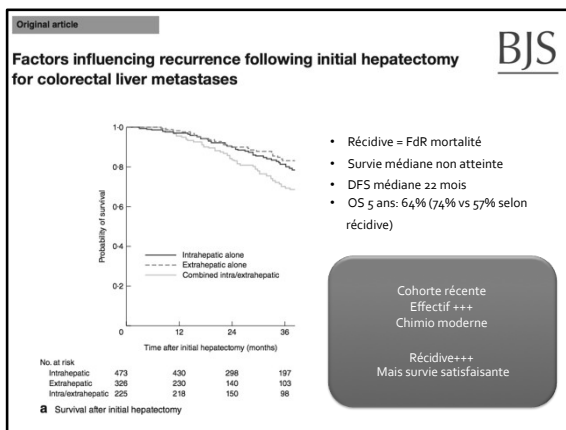 Original article
BJS
Factors influencing recurrence following initial hepatectomy
for colorectal liver metastases
1·0
0·8
0·6
0·4
0·2
0
12
24
36
Probability of survival
Intrahepatic alone
Extrahepatic alone
Combined intra/extrahepatic
Time after initial hepatectomy (months)
No. at risk
Intrahepatic 473 430 298 197
Extrahepatic 326 230 140 103
Intra/extrahepatic 225 218 150 98
a Survival after initial hepatectomy
• Récidive = FdR mortalité
• Survie médiane non atteinte
• DFS médiane 22 mois
• OS 5 ans: 64% (74% vs 57% selon
récidive)
Cohorte récente
Effectif +++
Chimio moderne
Récidive+++
Mais survie satisfaisante